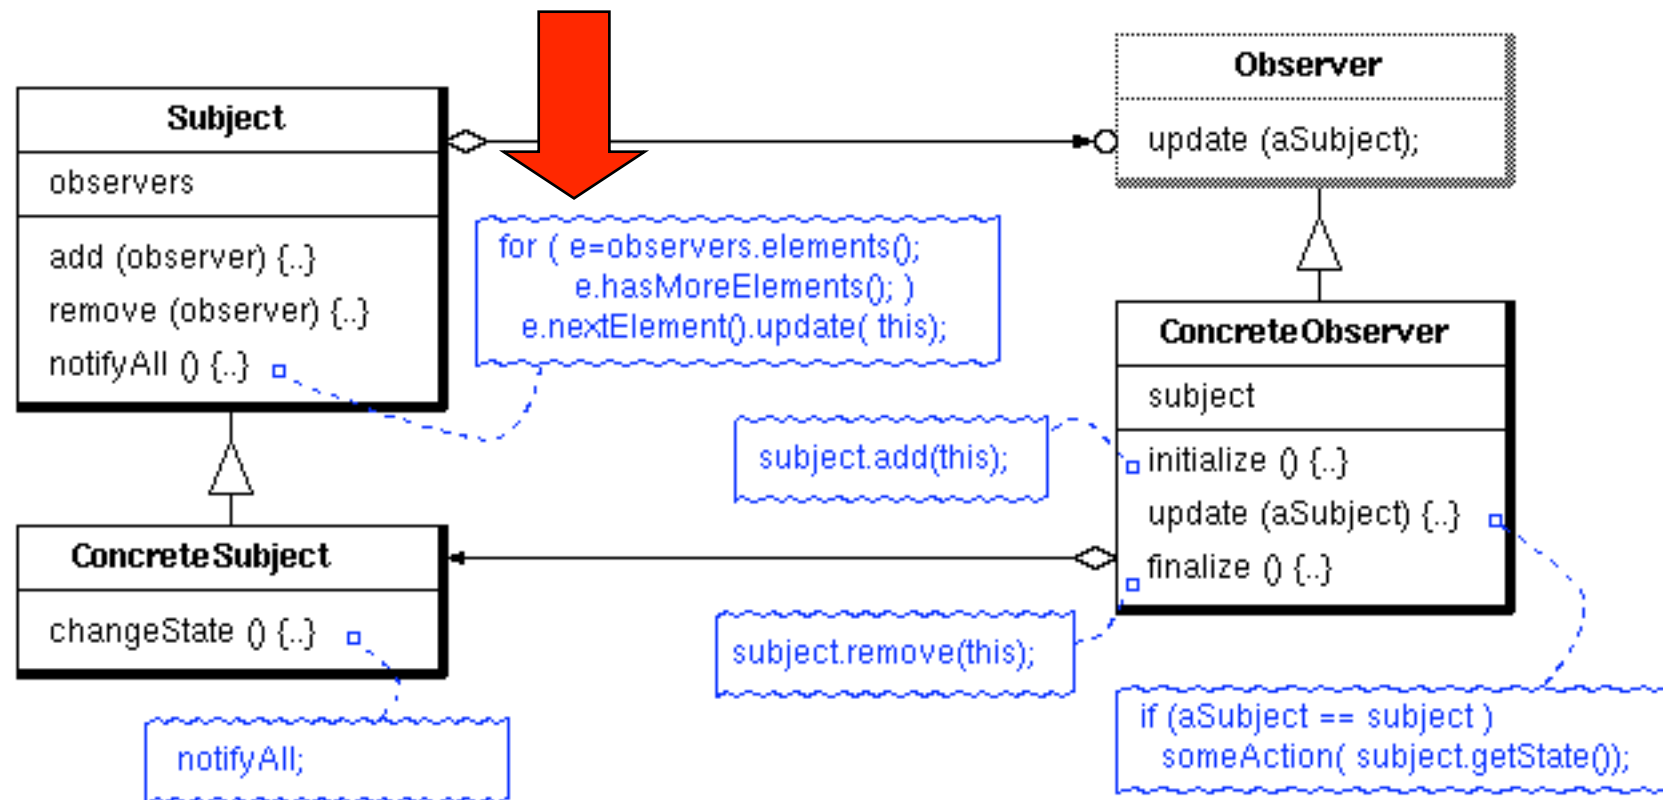 Subject
observers
add (observer) {..}
remove (observer) {..}
notifyAll () {..}
for ( e=observers.elements();
e.hasMoreElements(); )
e.nextElement().update( this);
Observer
update (aSubject);
ConcreteObserver
subject
initialize () {..}
update (aSubject) {..}
finalize () {..}
subject.add(this);
subject.remove(this);
ConcreteSubject
changeState () {..}
notifyAll;
if (aSubject == subject )
someAction( subject.getState());